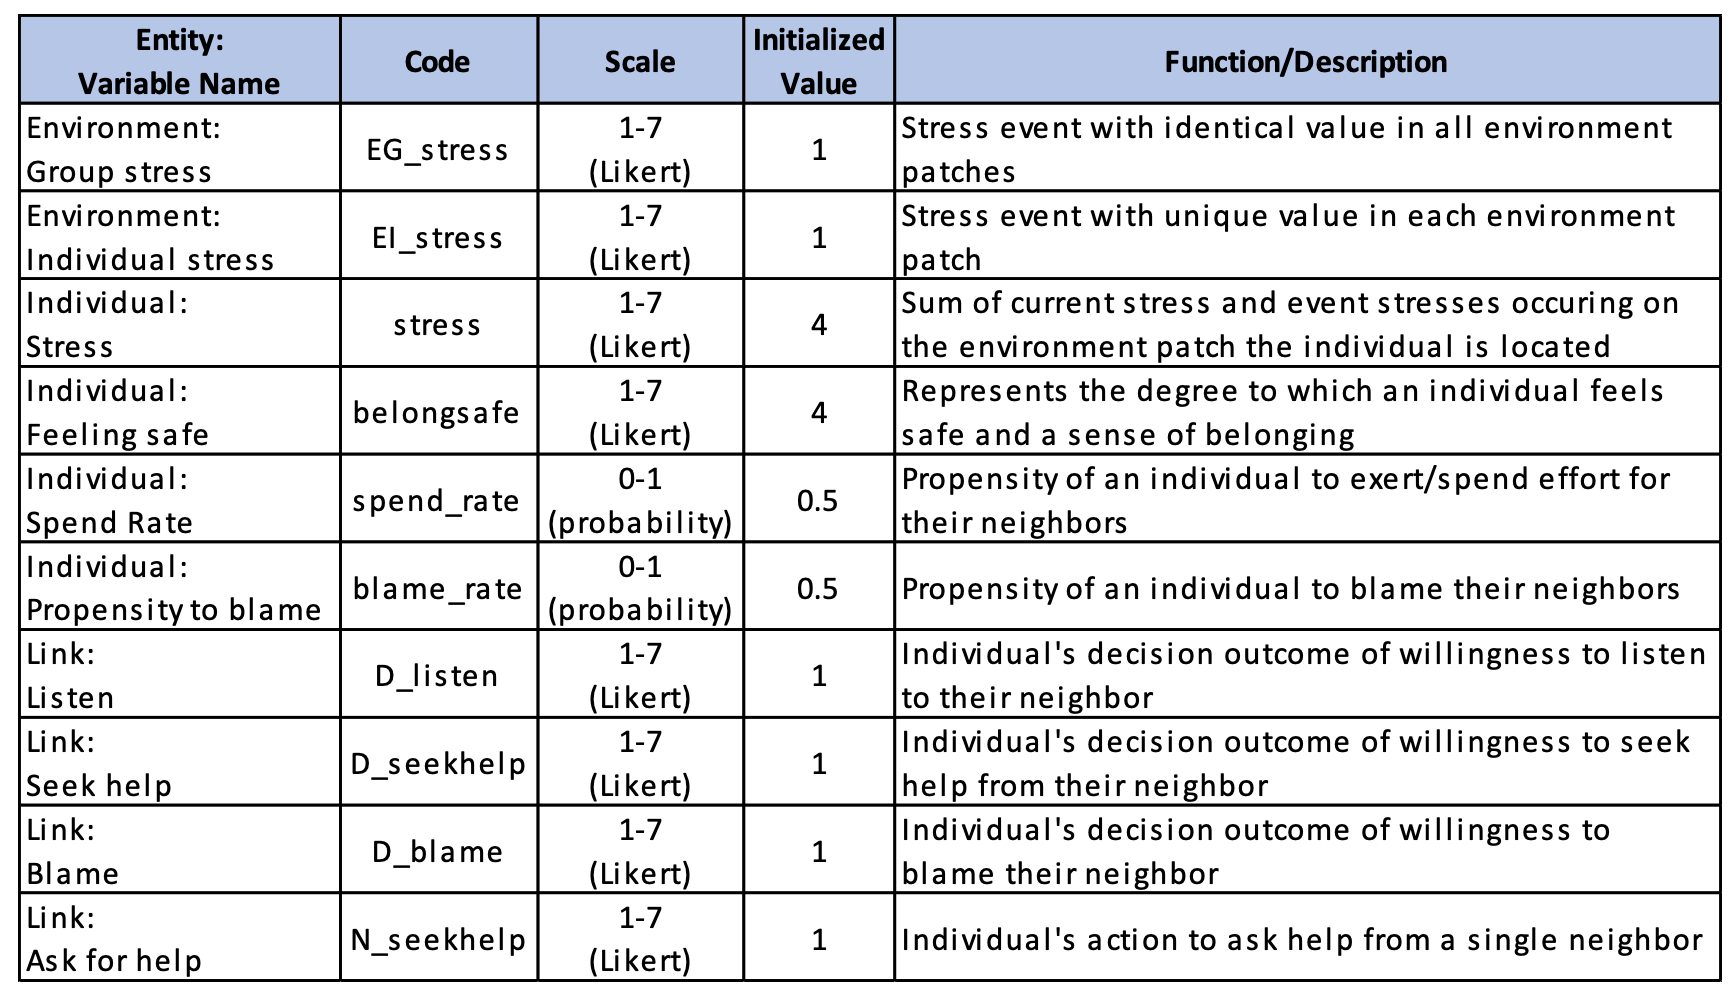 Entity:
Variable Name
Code
Scale
Initialized
Value
Function/Description
Environment:
Group stress
EG_stress
1-7
(Likert)
1
Stress event with identical value in all environment
patches
Environment:
Individual stress
EI_stress
1-7
(Likert)
1
Stress event with unique value in each environment
patch
Individual:
Stress
stress
1-7
(Likert)
4
Sum of current stress and event stresses occuring on
the environment patch the individual is located
Individual:
Feeling safe
belongsafe
1-7
(Likert)
4
Represents the degree to which an individual feels
safe and a sense of belonging
Individual:
Spend Rate
spend_rate
0-1
(probability)
0.5
Propensity of an individual to exert/spend effort for
their neighbors
Individual:
Propensity to blame
blame_rate
0-1
(probability)
0.5
Propensity of an individual to blame their neighbors
Link:
Listen
D_listen
1-7
(Likert)
1
Individual's decision outcome of willingness to listen
to their neighbor
Link:
Seek help
D_seekhelp
1-7
(Likert)
1
Individual's decision outcome of willingness to seek
help from their neighbor
Link:
Blame
D_blame
1-7
(Likert)
1
Individual's decision outcome of willingness to
blame their neighbor
Link:
Ask for help
N_seekhelp
1-7
(Likert)
1
Individual's action to ask help from a single neighbor